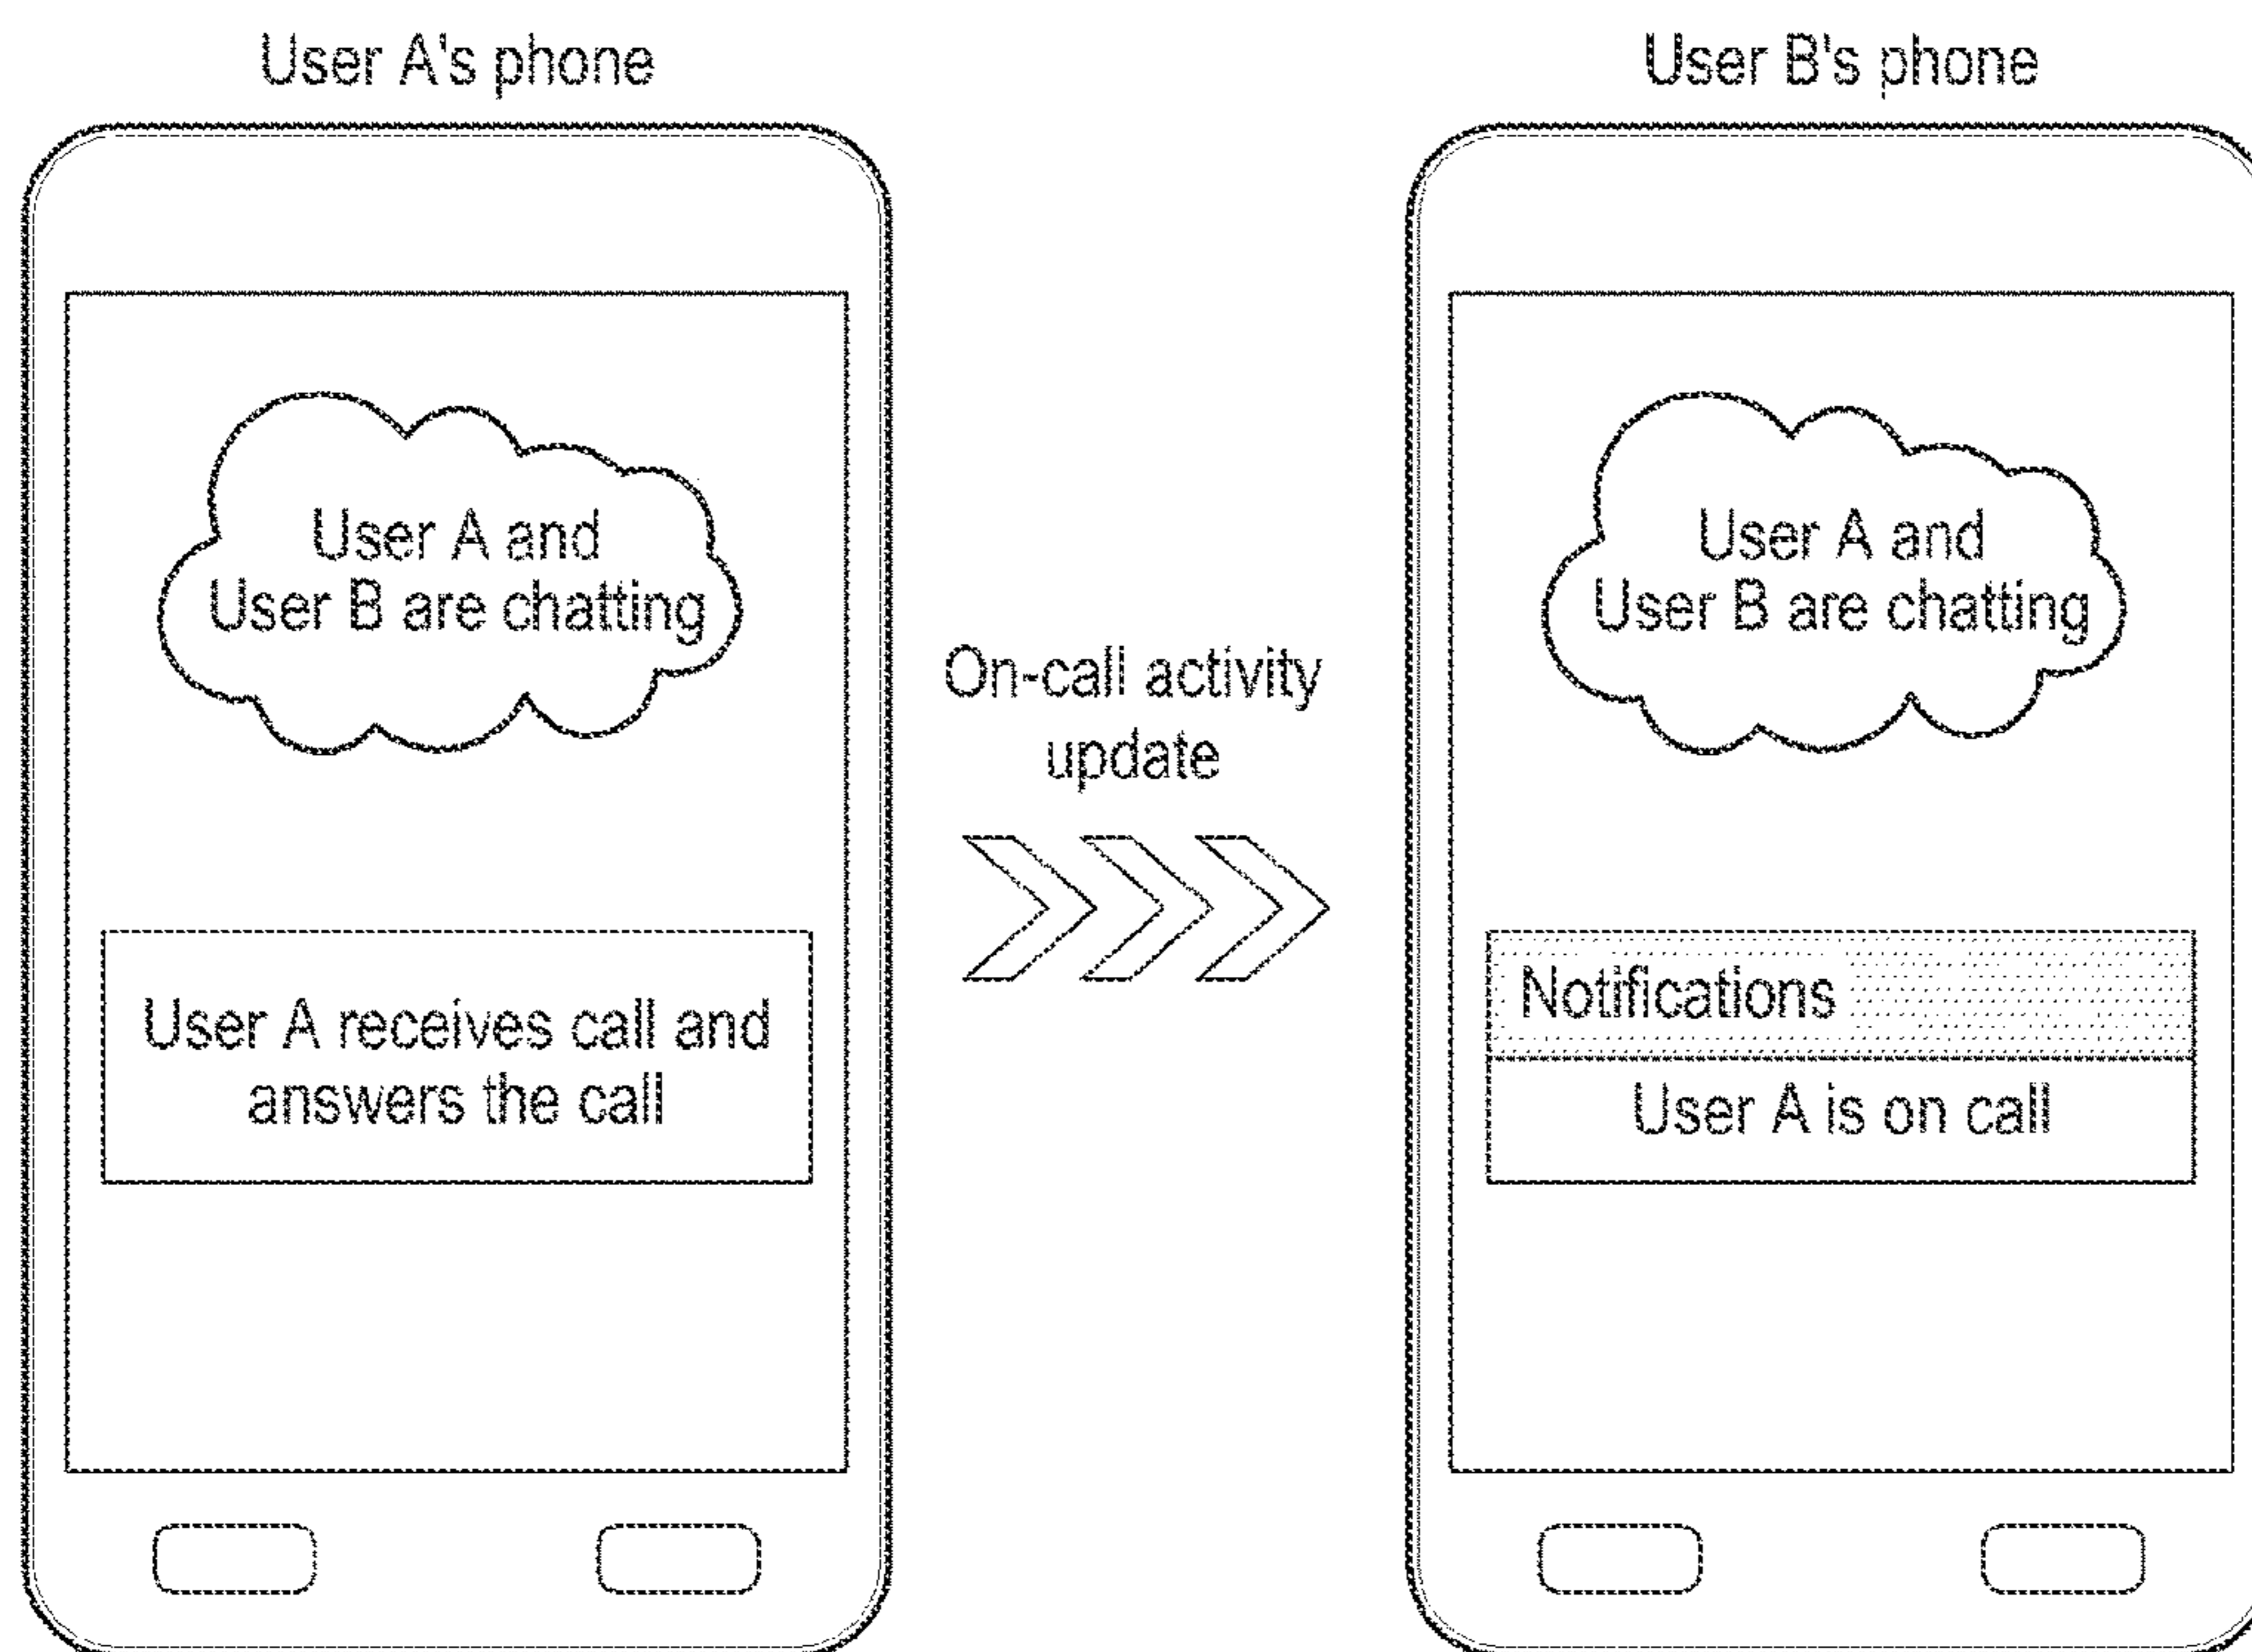 User A's phone
User A and
User B are chatting
User A receives call and
answers the call
On-call activity
update
User B's phone
User A and
User B are chatting
Notifications
User A is on call